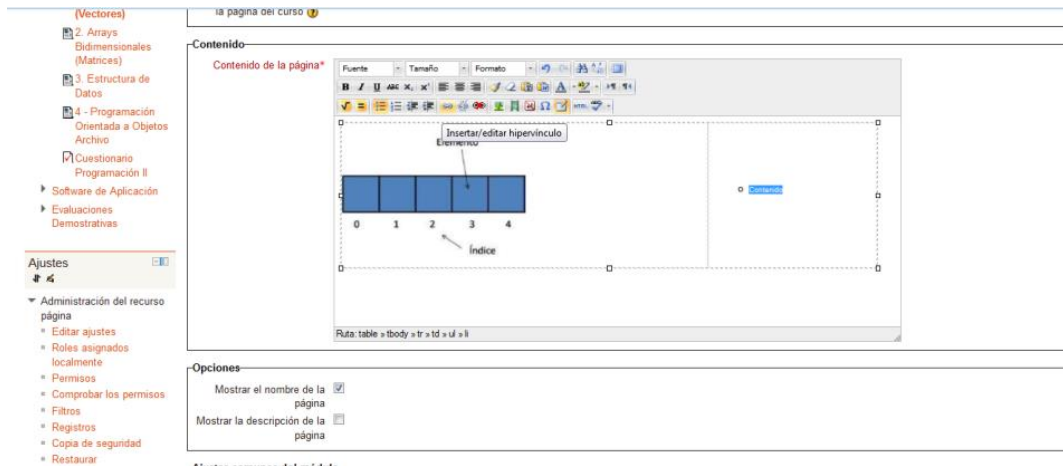 (Vectores)
2. Arrays
Bidimensionales
(Matrices)
3. Estructura de
Datos
4 - Programación
Orientada a Objetos
Archivo
Cuestionario
Programación II
Software de Aplicación
Evaluaciones
Demostrativas
Ajustes
Administración del recurso
página
Editar ajustes
Roles asignados
localmente
Permisos
Comprobar los permisos
Filtros
Registros
Copia de seguridad
Restaurar
la página del curso
Contenido
Contenido de la página*
Fuente Tamaño Formato
B I U ABC X, X'
HTML
Insertar/editar hipervínculo
Elemento
0 1 2 3 4
Índice
Contenido
Ruta: table » tbody » tr » td » ul » li
Opciones
Mostrar el nombre de la
página
Mostrar la descripción de la
página